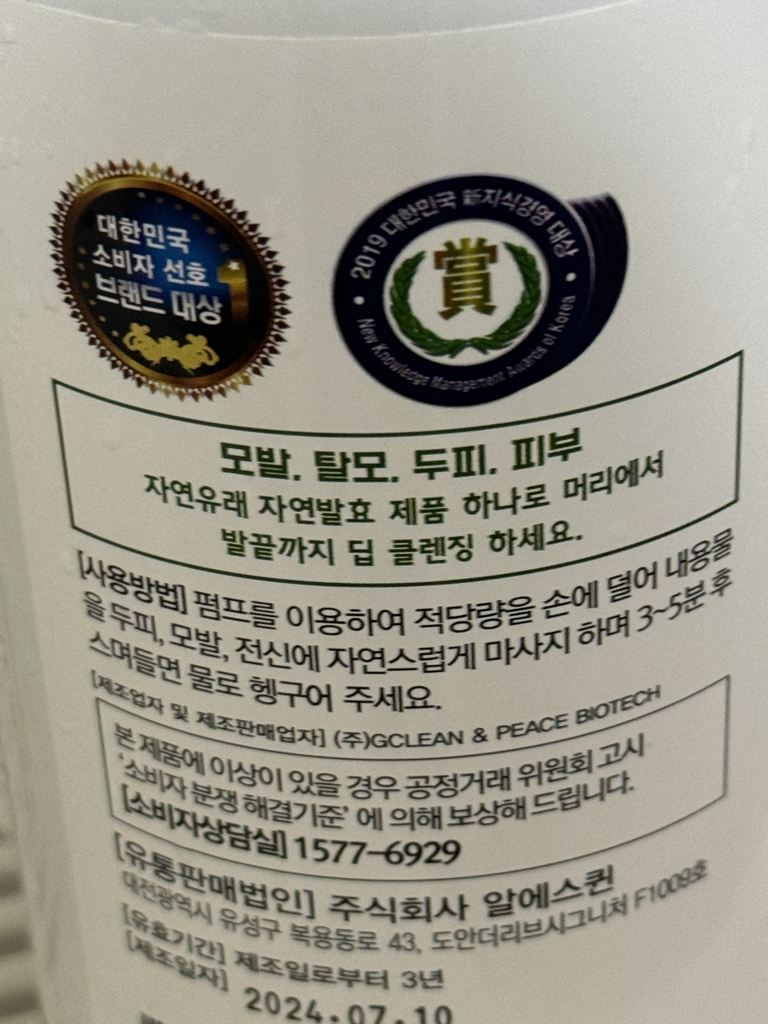 대한민국
소비자 선호
브랜드 대상
1
2019 대한민국 新지식경영 대상
賞
New Knowledge Management Awards of Korea
모발. 탈모. 두피. 피부
자연유래 자연발효 제품 하나로 머리에서
발끝까지 딥 클렌징 하세요.
[사용방법] 펌프를 이용하여 적당량을 손에 덜어 내용물
을 두피, 모발, 전신에 자연스럽게 마사지 하며 3~5분 후
스며들면 물로 헹구어 주세요.
[제조업자 및 제조판매업자] (주)GCLEAN & PEACE BIOTECH
본 제품에 이상이 있을 경우 공정거래 위원회 고시
'소비자 분쟁 해결기준' 에 의해 보상해 드립니다.
[소비자상담실] 1577-6929
[유통판매법인] 주식회사 알에스퀸
대전광역시 유성구 복용동로 43, 도안더리브시그니처 F1009호
[유효기간] 제조일로부터 3년
[제조일자]
2024.07.10